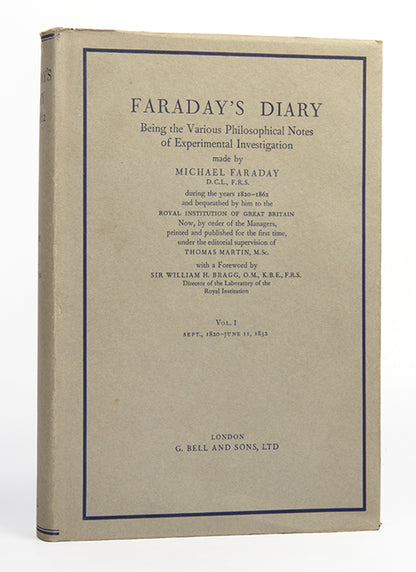 FARADAY'S DIARY
Being the Various Philosophical Notes
of Experimental Investigation
made by
MICHAEL FARADAY
D.C.L., F.R.S.
during the years 1820–1862
and bequeathed by him to the
ROYAL INSTITUTION OF GREAT BRITAIN
Now, by order of the Managers,
printed and published for the first time,
under the editorial supervision of
THOMAS MARTIN, M.Sc.
with a Foreword by
SIR WILLIAM H. BRAGG, O.M., K.B.E., F.R.S.
Director of the Laboratory of the
Royal Institution
VOL. I
SEPT., 1820–JUNE 11, 1832
LONDON
G. BELL AND SONS, LTD